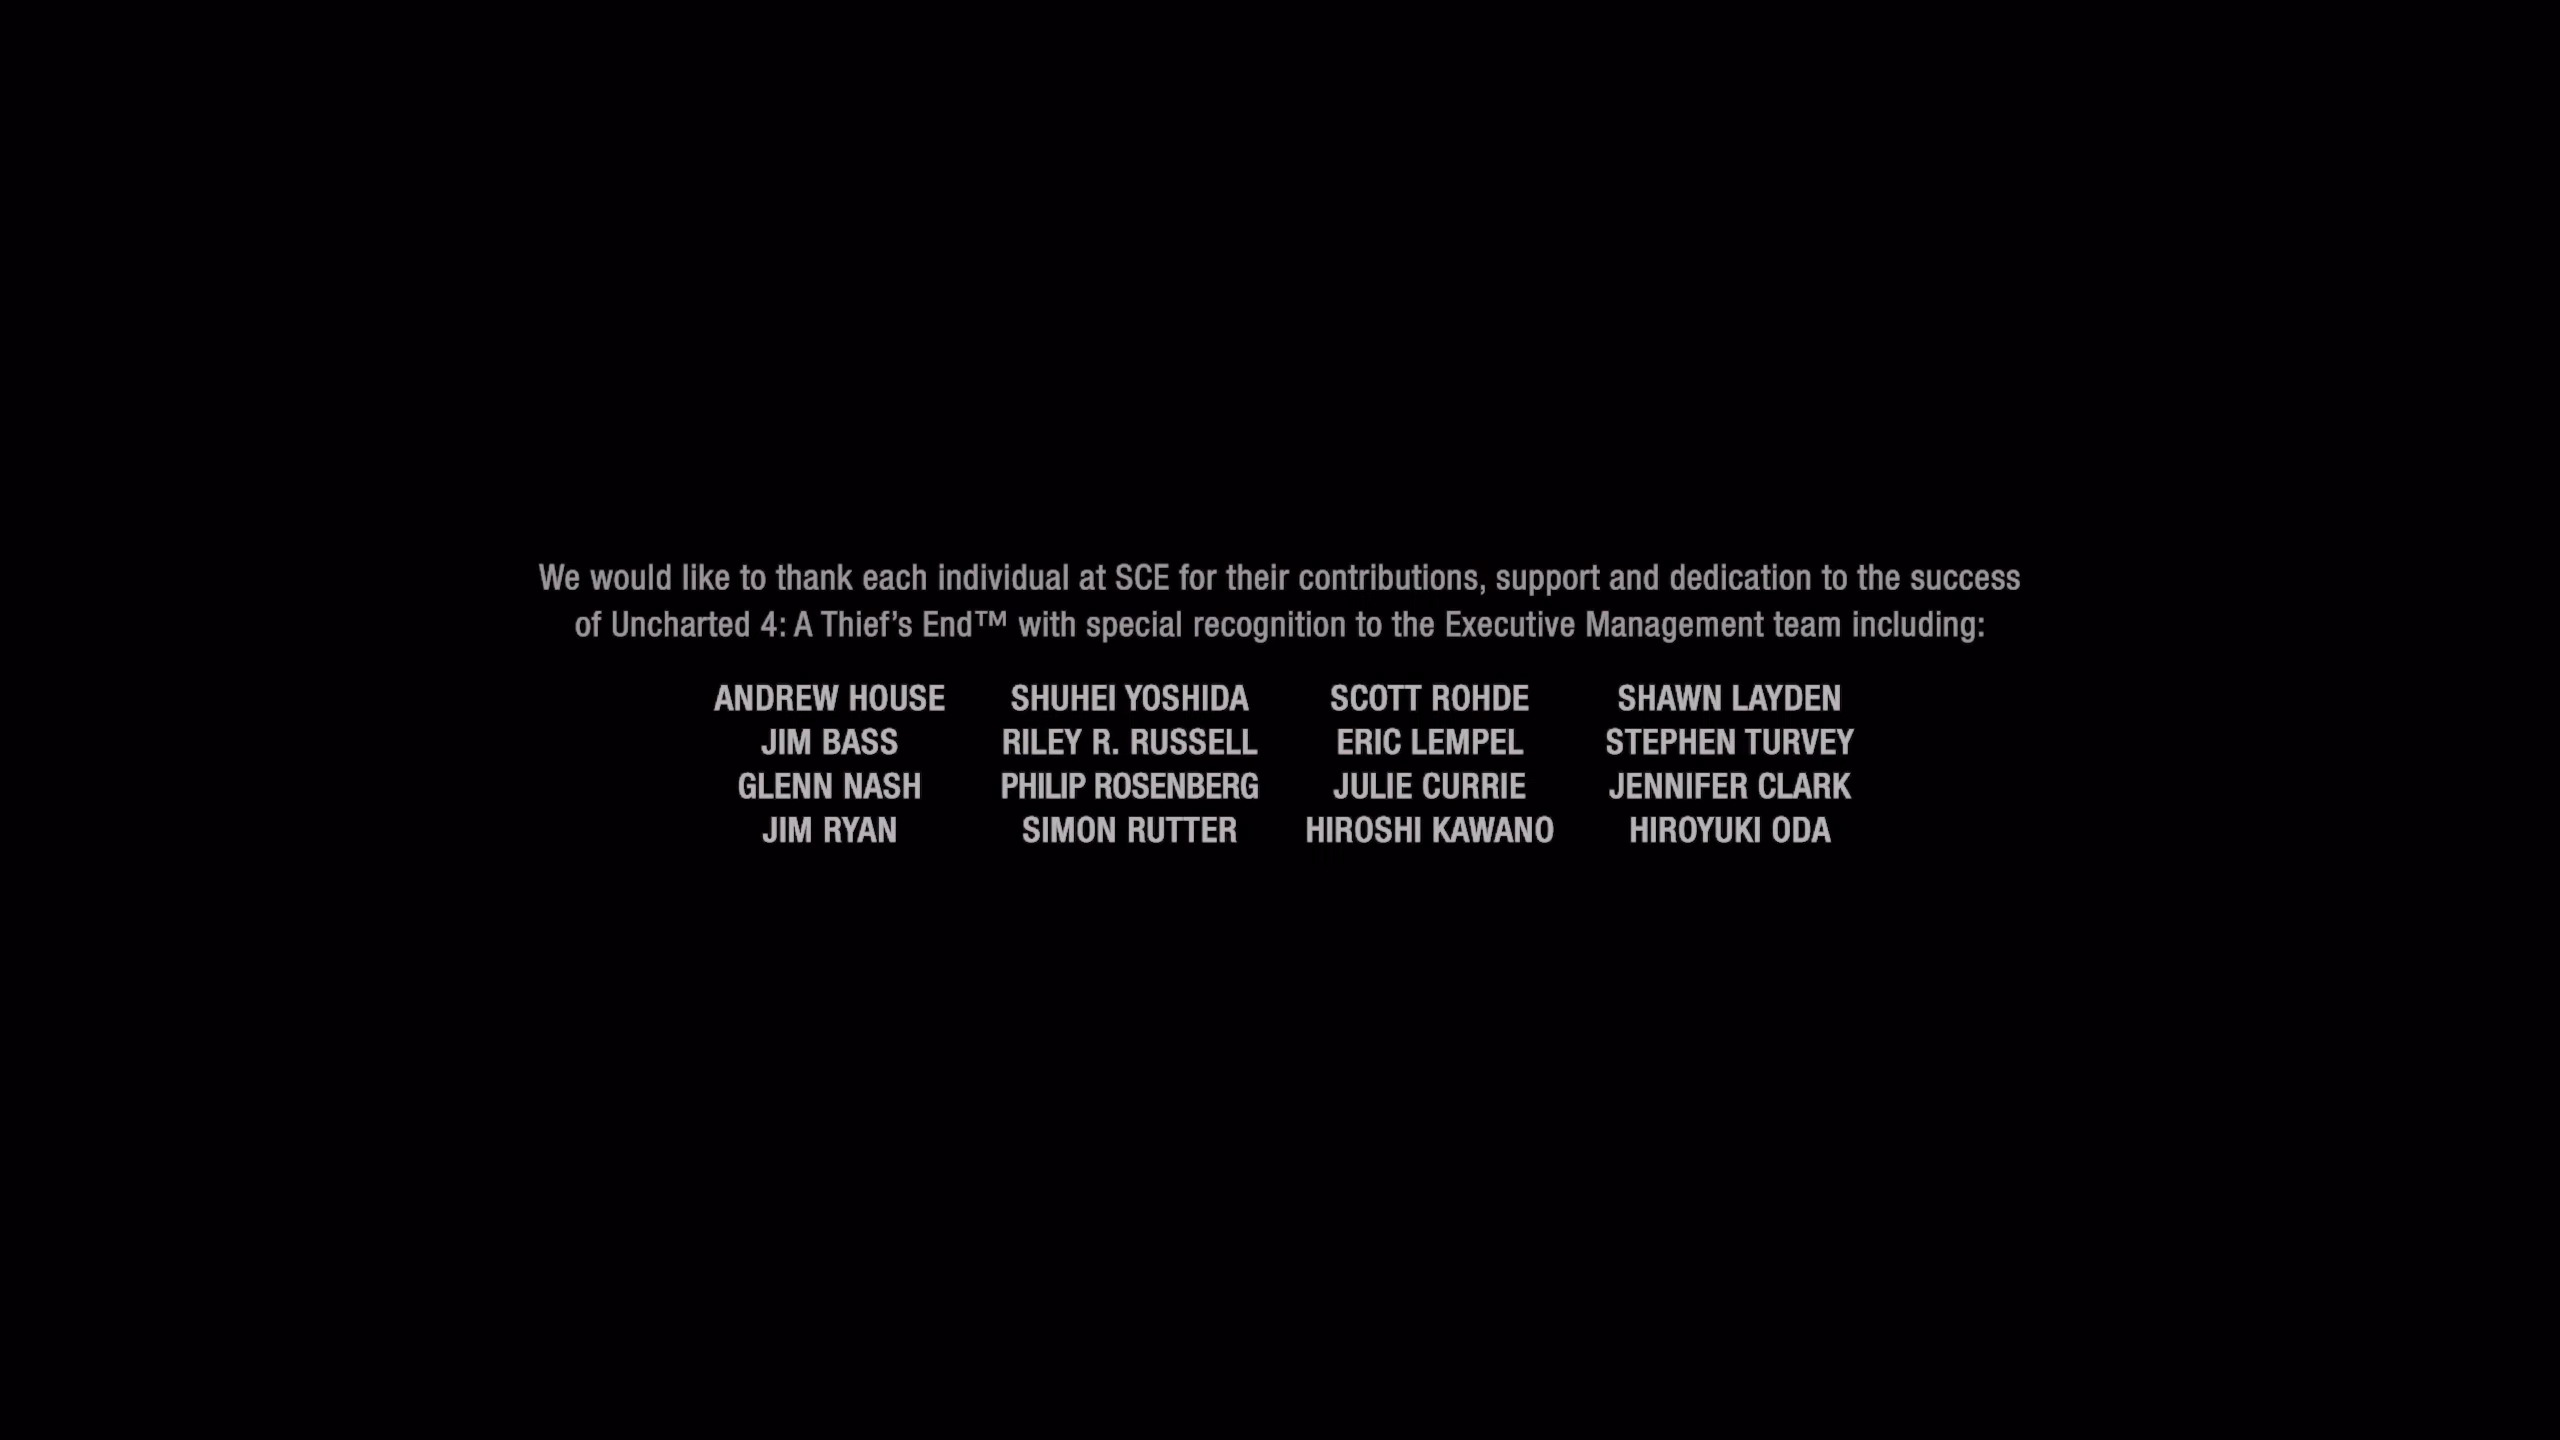 We would like to thank each individual at SCE for their contributions, support and dedication to the success
of Uncharted 4: A Thief’s End™ with special recognition to the Executive Management team including:
ANDREW HOUSE SHUHEI YOSHIDA SCOTT ROHDE SHAWN LAYDEN
JIM BASS RILEY R. RUSSELL ERIC LEMPEL STEPHEN TURVEY
GLENN NASH PHILIP ROSENBERG JULIE CURRIE JENNIFER CLARK
JIM RYAN SIMON RUTTER HIROSHI KAWANO HIROYUKI ODA